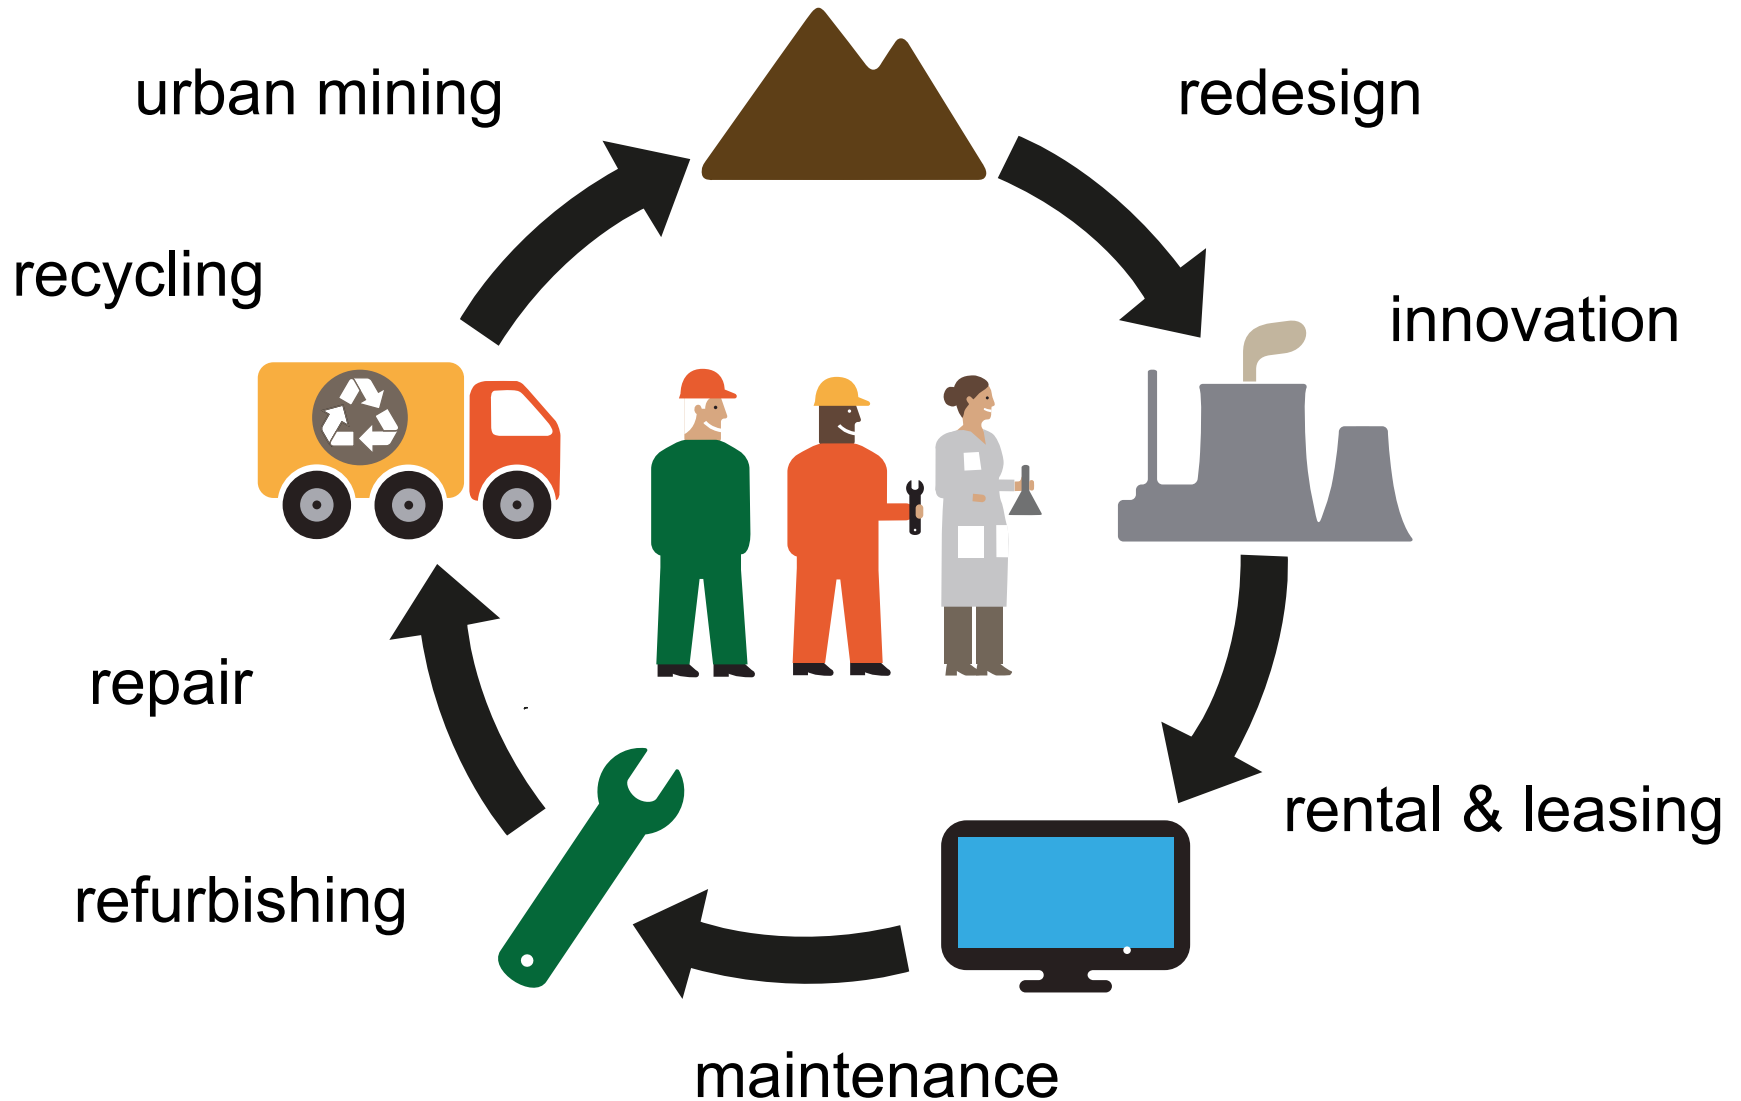 urban mining
redesign
recycling
innovation
repair
rental & leasing
refurbishing
maintenance